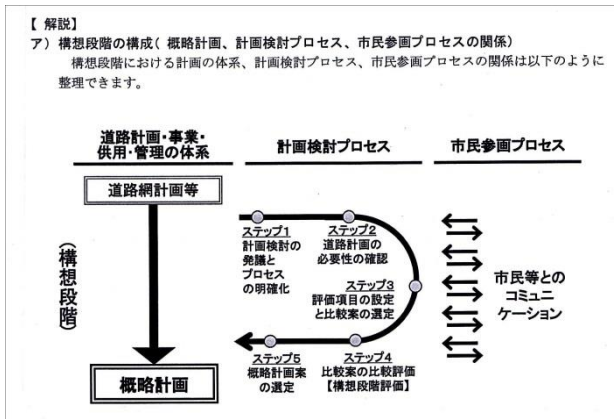 【 解説】
ア）構想段階の構成( 概略計画、計画検討プロセス、市民参画プロセスの関係)
構想段階における計画の体系、計画検討プロセス、市民参画プロセスの関係は以下のように
整理できます。
道路計画・事業・
供用・管理の体系
計画検討プロセス
市民参画プロセス
道路網計画等
(構想段階)
概略計画
ステップ1
計画検討の
発議と
プロセス
の明確化
ステップ2
道路計画の
必要性の確認
ステップ3
評価項目の設定
と比較案の選定
ステップ4
比較案の比較評価
【構想段階評価】
ステップ5
概略計画案
の選定
市民等との
コミュニ
ケーション